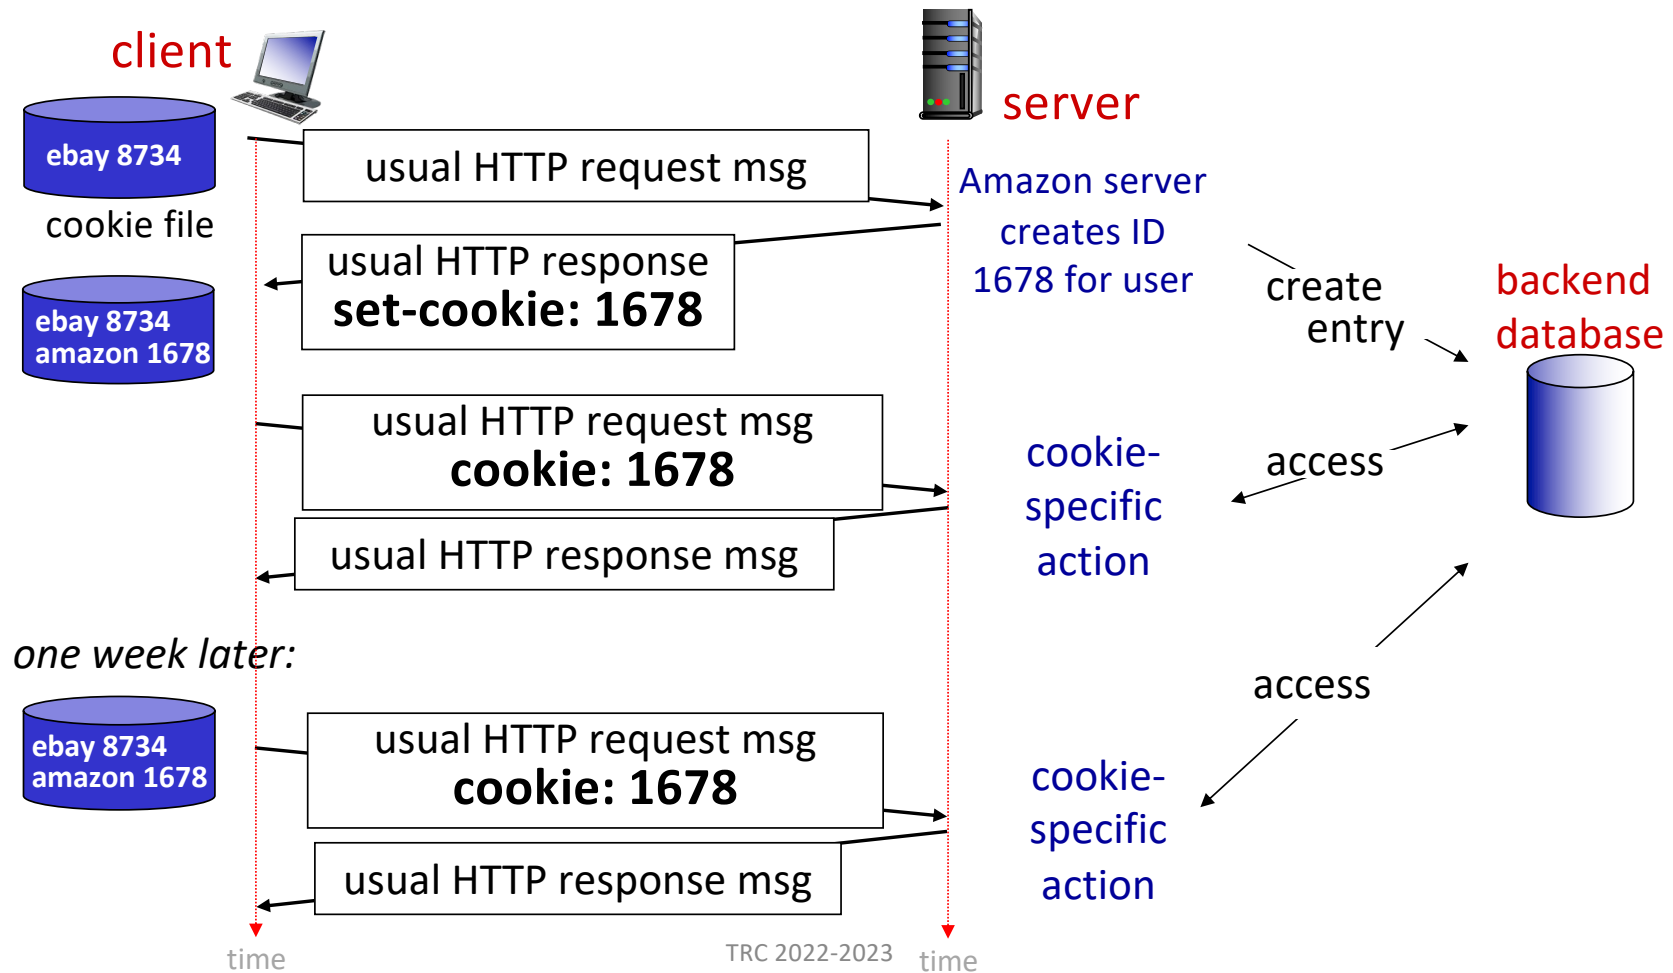 client
server
ebay 8734
cookie file
usual HTTP request msg
Amazon server
creates ID
1678 for user
usual HTTP response
set-cookie: 1678
ebay 8734
amazon 1678
create
entry
backend
database
usual HTTP request msg
cookie: 1678
cookie-
specific
action
access
usual HTTP response msg
one week later:
ebay 8734
amazon 1678
access
usual HTTP request msg
cookie: 1678
cookie-
specific
action
usual HTTP response msg
time
TRC 2022-2023
time